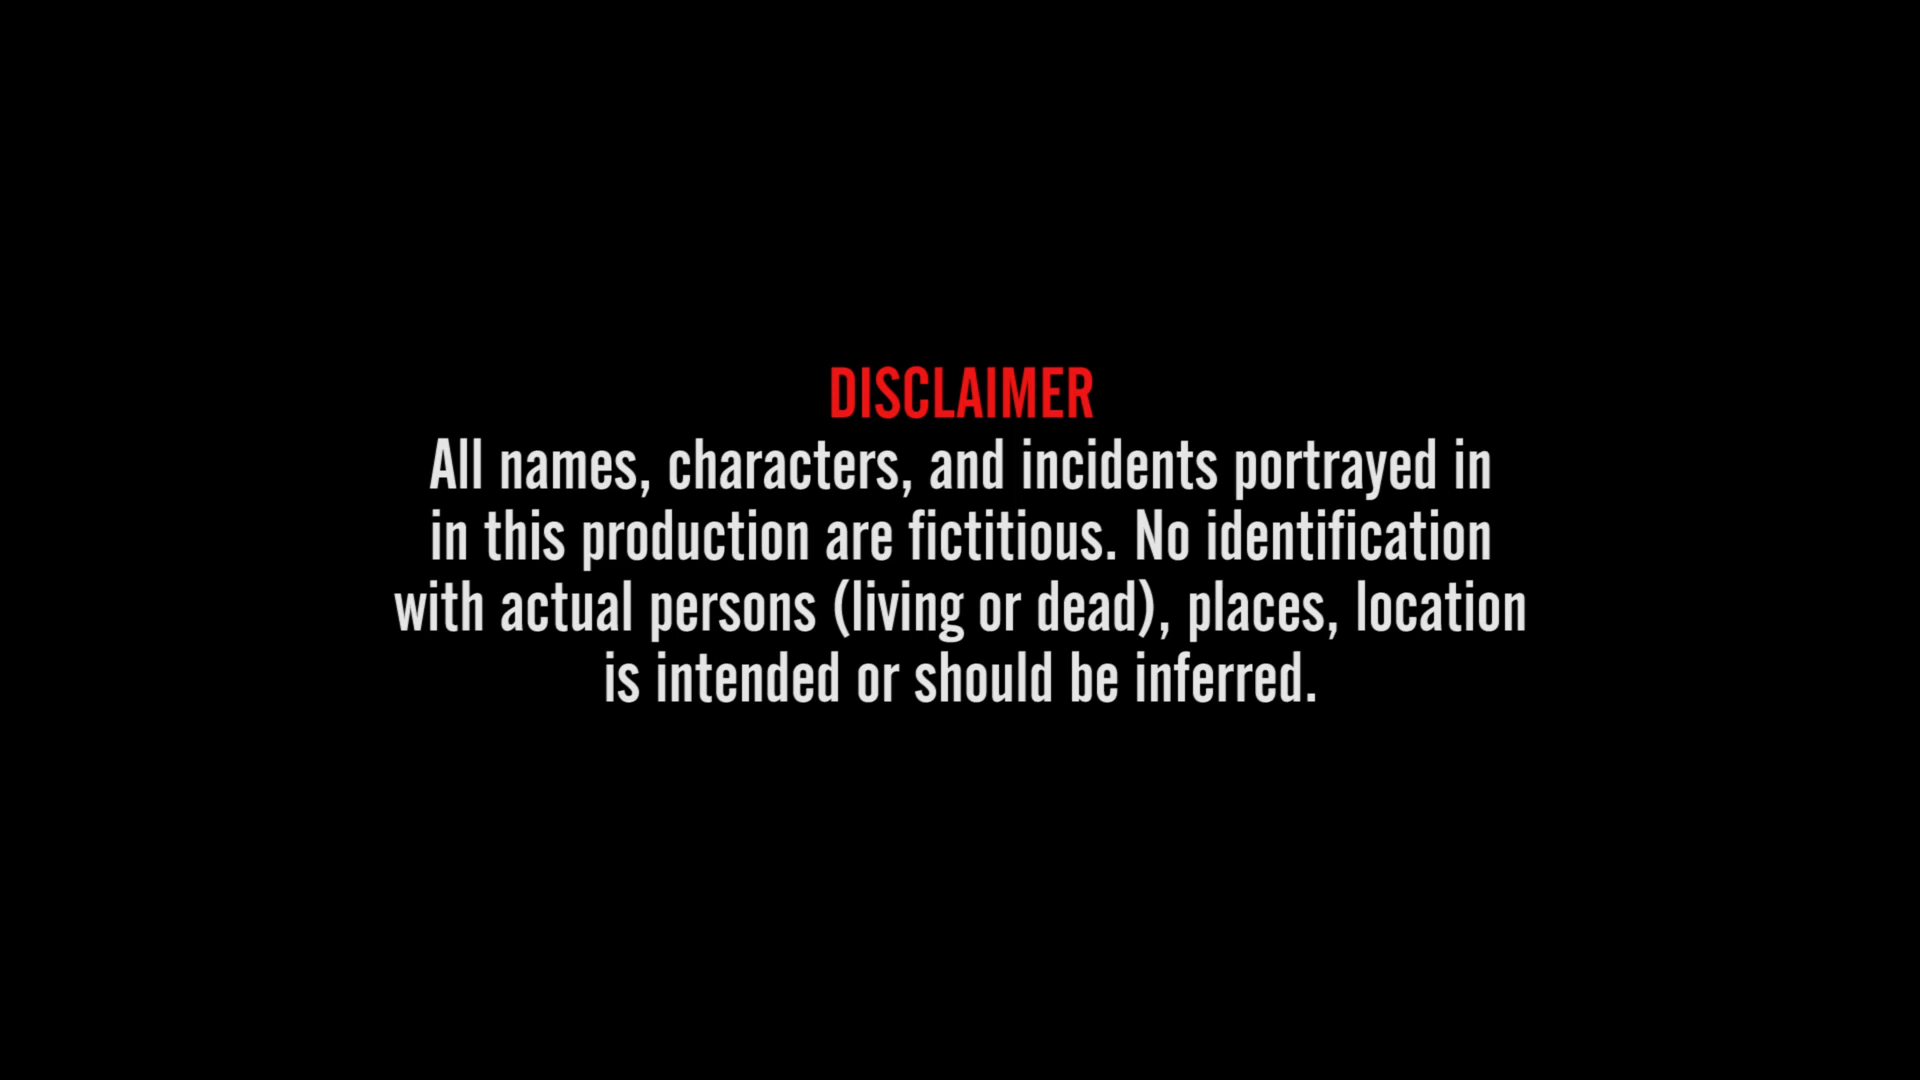 DISCLAIMER
All names, characters, and incidents portrayed in
in this production are fictitious. No identification
with actual persons (living or dead), places, location
is intended or should be inferred.